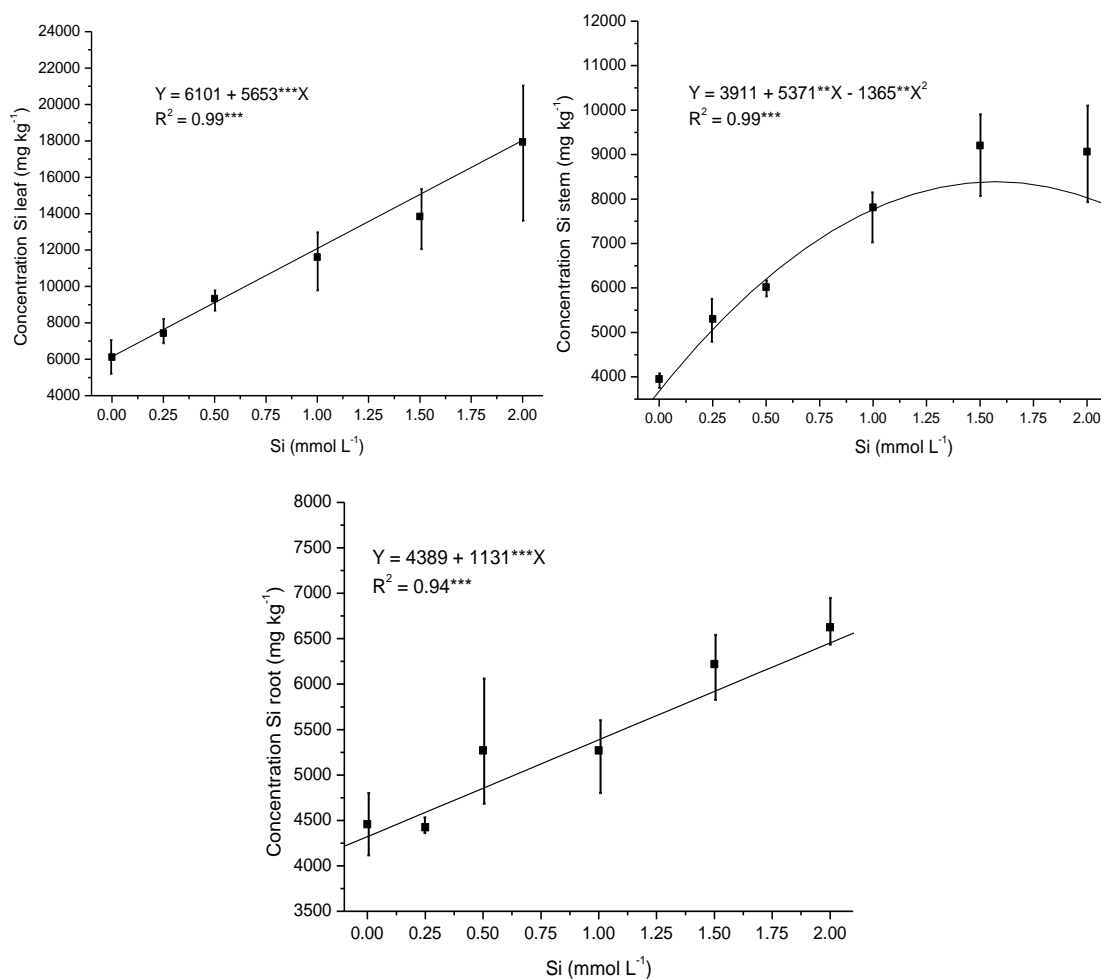 24000
22000
20000
18000
16000
14000
12000
10000
8000
6000
4000
Concentration Si leaf (mg kg⁻¹)
Y = 6101 + 5653***X
R² = 0.99***
0.00 0.25 0.50 0.75 1.00 1.25 1.50 1.75 2.00
Si (mmol L⁻¹)
12000
11000
10000
9000
8000
7000
6000
5000
4000
Concentration Si stem (mg kg⁻¹)
Y = 3911 + 5371**X - 1365**X²
R² = 0.99***
0.00 0.25 0.50 0.75 1.00 1.25 1.50 1.75 2.00
Si (mmol L⁻¹)
8000
7500
7000
6500
6000
5500
5000
4500
4000
3500
Concentration Si root (mg kg⁻¹)
Y = 4389 + 1131***X
R² = 0.94***
0.00 0.25 0.50 0.75 1.00 1.25 1.50 1.75 2.00
Si (mmol L⁻¹)